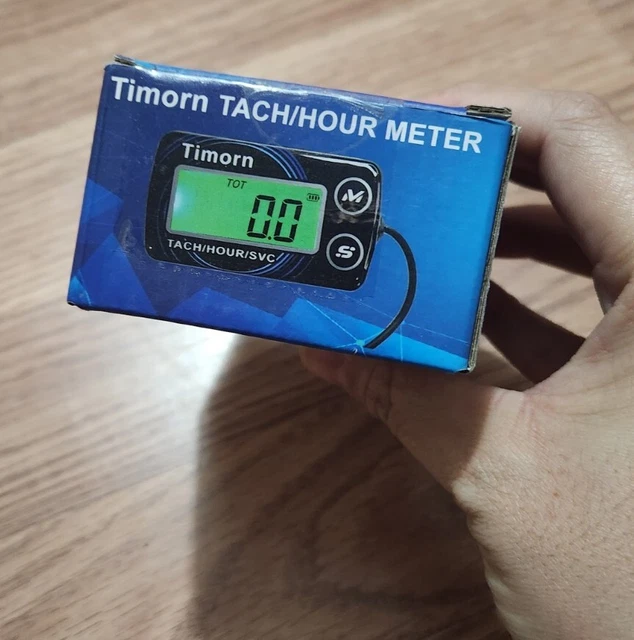 Timorn TACH/HOUR METER
Timorn
TOT
0.0
M
TACH/HOUR/SVC
S